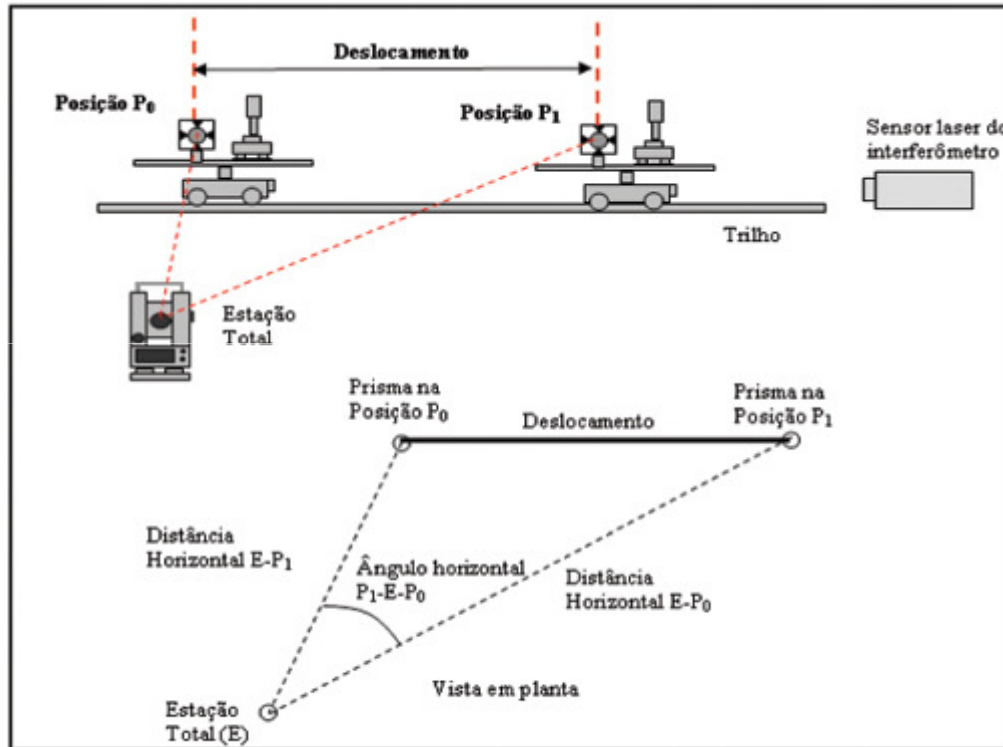 Deslocamento
Posição P0
Posição P1
Sensor laser do
interferômetro
Trilho
Estação
Total
Prisma na
Posição P0
Prisma na
Posição P1
Deslocamento
Distância
Horizontal E-P1
Ângulo horizontal
P1-E-P0
Distância
Horizontal E-P0
Vista em planta
Estação
Total (E)